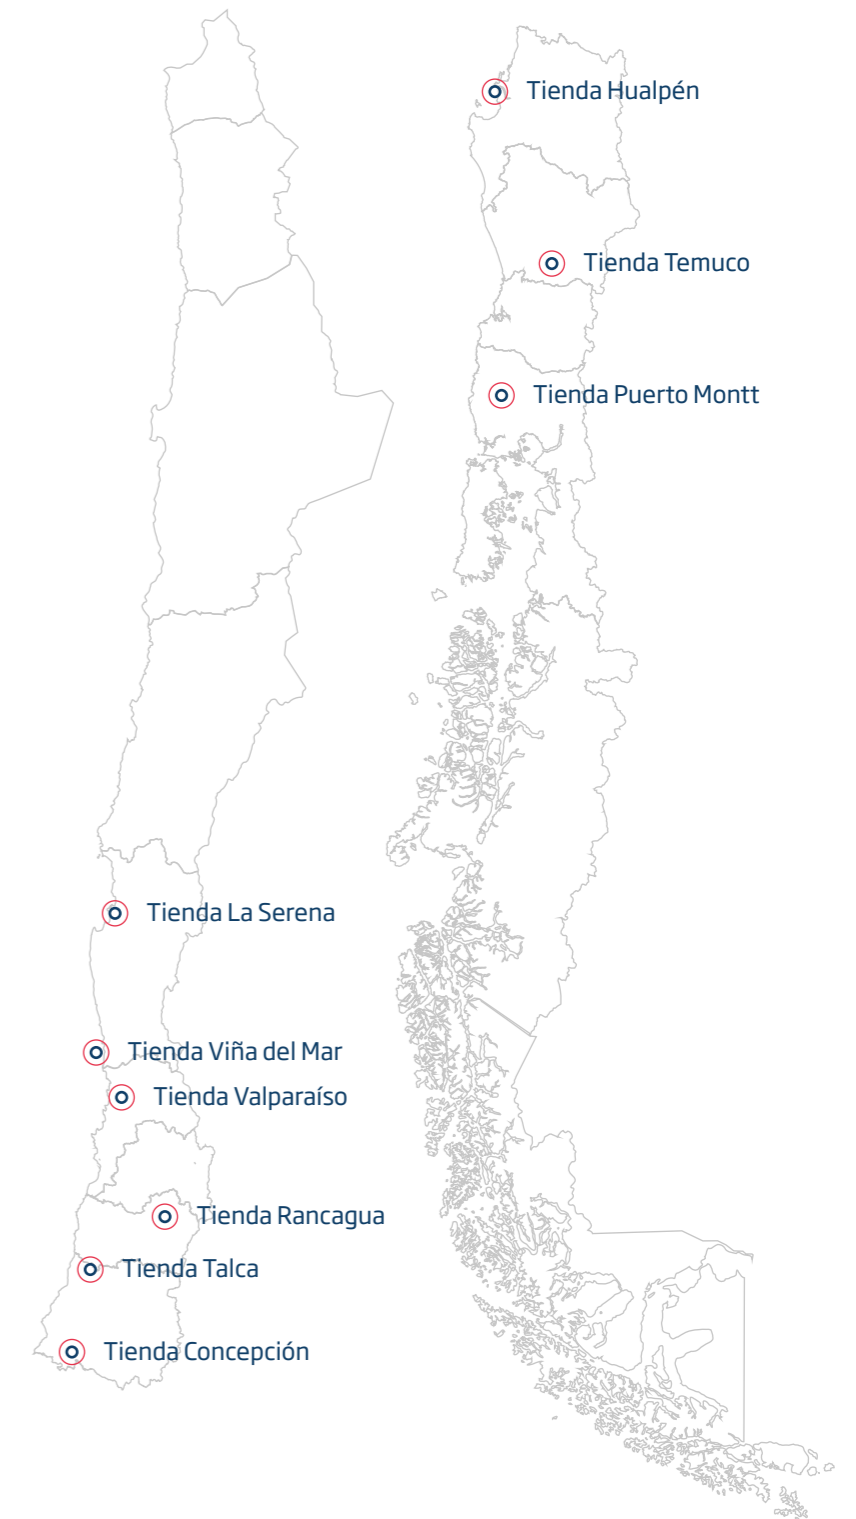 Tienda La Serena
Tienda Viña del Mar
Tienda Valparaíso
Tienda Rancagua
Tienda Talca
Tienda Concepción
Tienda Hualpén
Tienda Temuco
Tienda Puerto Montt